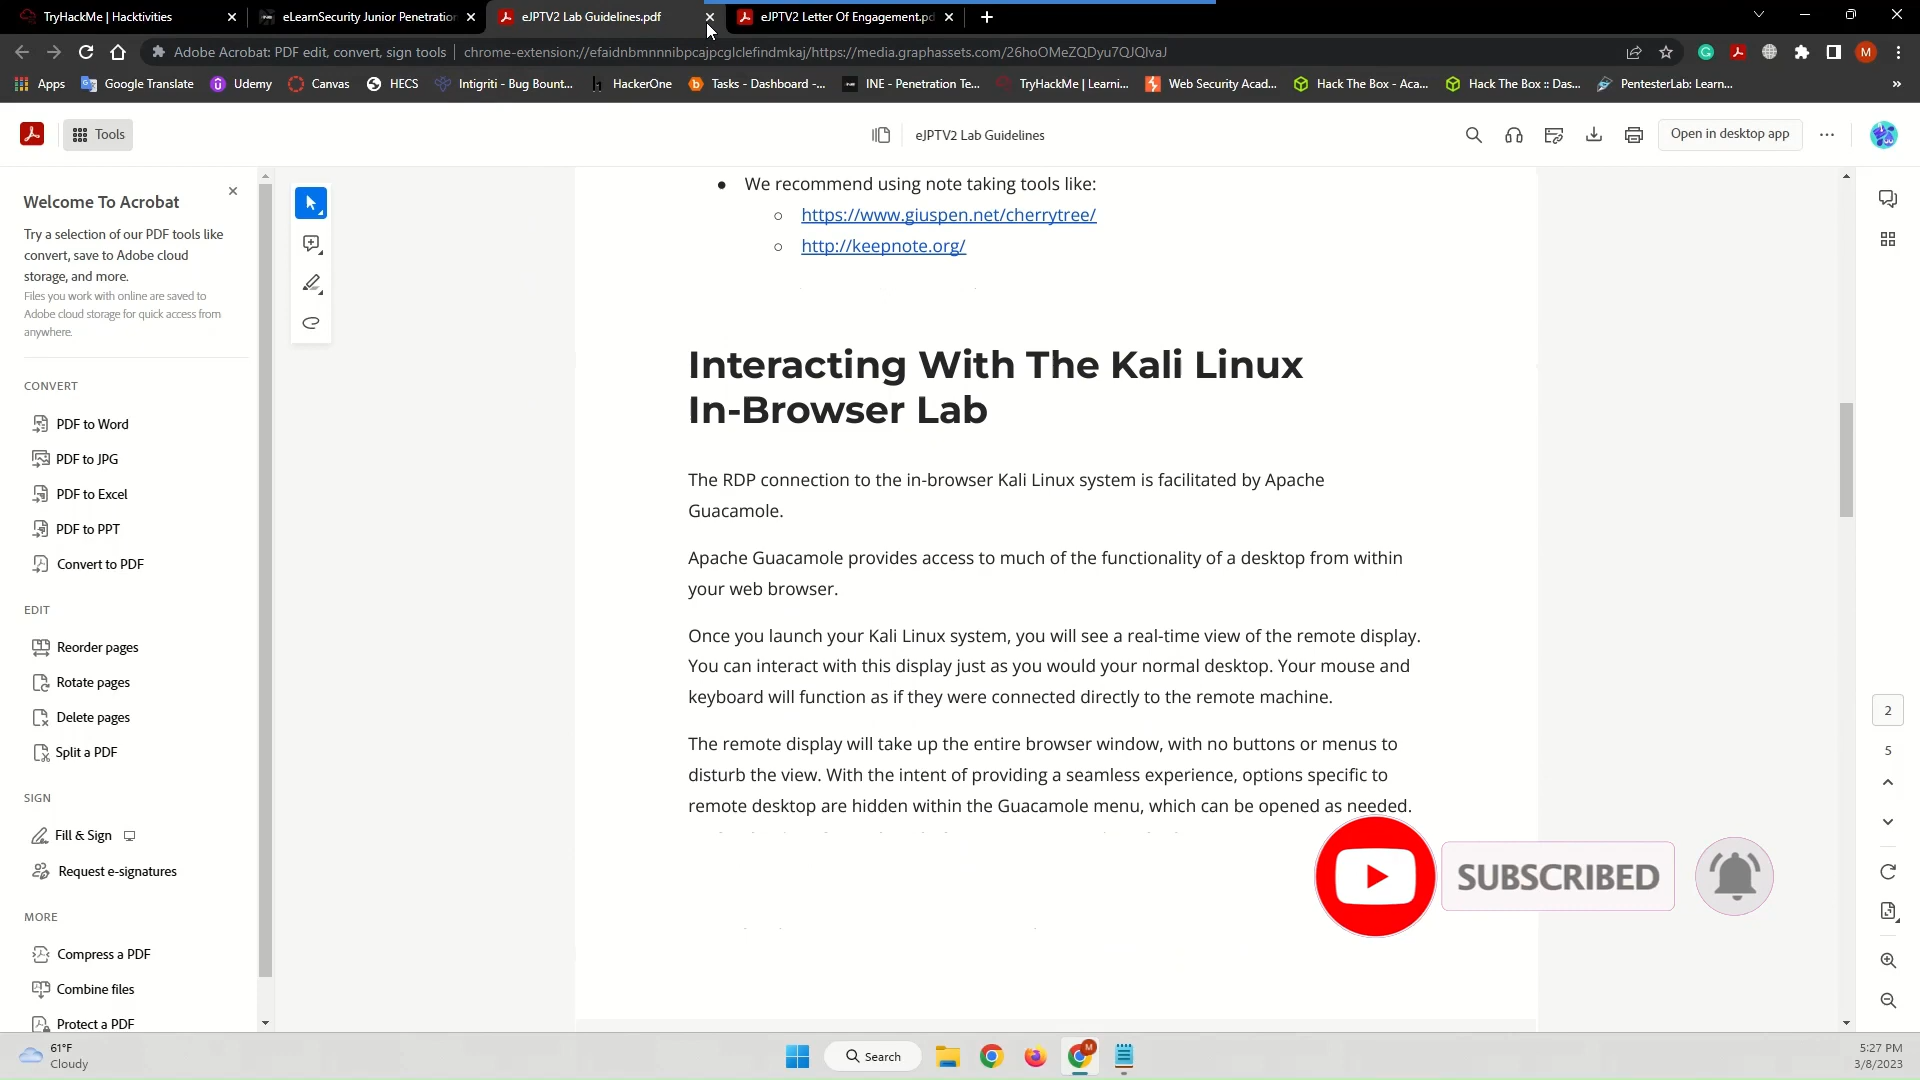 TryHackMe | Hacktivities
eLearnSecurity Junior Penetration
eJPTV2 Lab Guidelines.pdf
eJPTV2 Letter Of Engagement.pd
Adobe Acrobat: PDF edit, convert, sign tools
chrome-extension://efaidnbmnnnibpcajpcglclefindmkaj/https://media.graphassets.com/26hoOMeZQDyu7QJQlvaJ
M
Apps
Google Translate
Udemy
Canvas
HECS
Intigriti - Bug Bount...
HackerOne
Tasks - Dashboard -...
INE - Penetration Te...
TryHackMe | Learni...
Web Security Acad...
Hack The Box - Aca...
Hack The Box :: Das...
PentesterLab: Learn...
»
Tools
eJPTV2 Lab Guidelines
Open in desktop app
Welcome To Acrobat
Try a selection of our PDF tools like
convert, save to Adobe cloud
storage, and more.
Files you work with online are saved to
Adobe cloud storage for quick access from
anywhere.
CONVERT
PDF to Word
PDF to JPG
PDF to Excel
PDF to PPT
Convert to PDF
EDIT
Reorder pages
Rotate pages
Delete pages
Split a PDF
SIGN
Fill & Sign
Request e-signatures
MORE
Compress a PDF
Combine files
Protect a PDF
● We recommend using note taking tools like:
○ https://www.giuspen.net/cherrytree/
○ http://keepnote.org/
Interacting With The Kali Linux
In-Browser Lab
The RDP connection to the in-browser Kali Linux system is facilitated by Apache
Guacamole.
Apache Guacamole provides access to much of the functionality of a desktop from within
your web browser.
Once you launch your Kali Linux system, you will see a real-time view of the remote display.
You can interact with this display just as you would your normal desktop. Your mouse and
keyboard will function as if they were connected directly to the remote machine.
The remote display will take up the entire browser window, with no buttons or menus to
disturb the view. With the intent of providing a seamless experience, options specific to
remote desktop are hidden within the Guacamole menu, which can be opened as needed.
SUBSCRIBED
2
5
61°F
Cloudy
Search
M
5:27 PM
3/8/2023